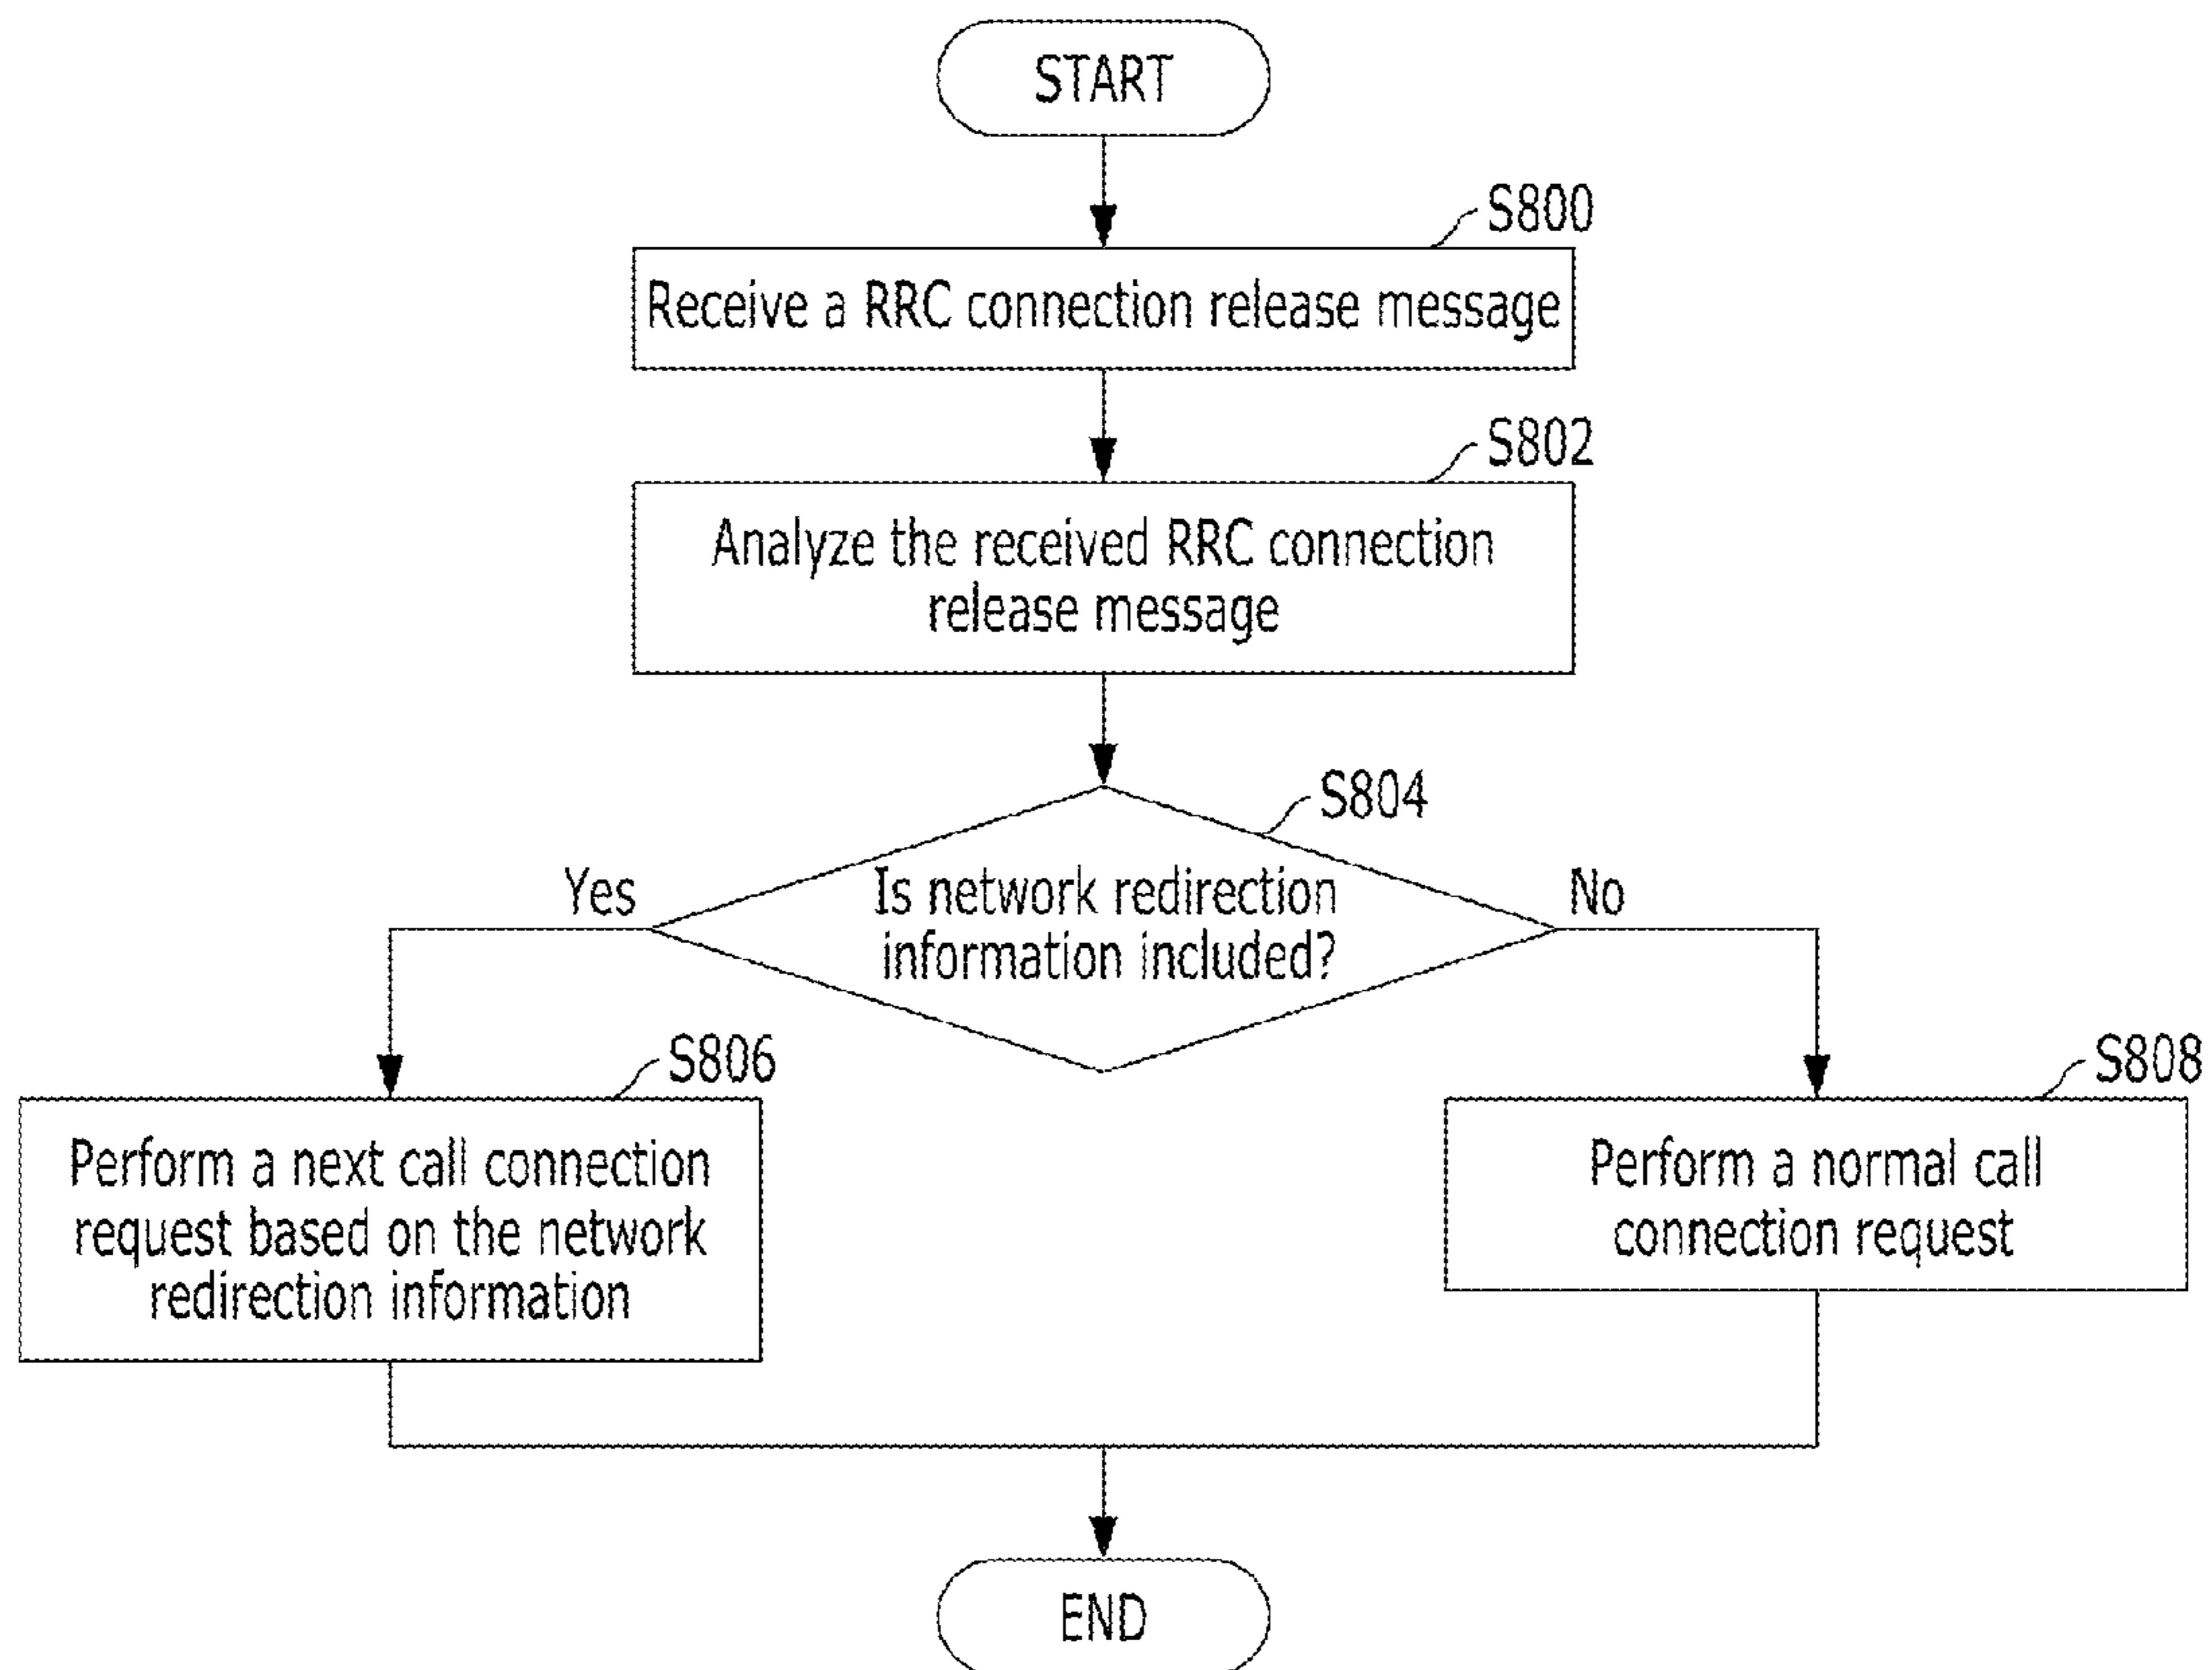 START
S800
Receive a RRC connection release message
S802
Analyze the received RRC connection
release message
S804
Is network redirection
information included?
Yes
No
S806
Perform a next call connection
request based on the network
redirection information
S808
Perform a normal call
connection request
END